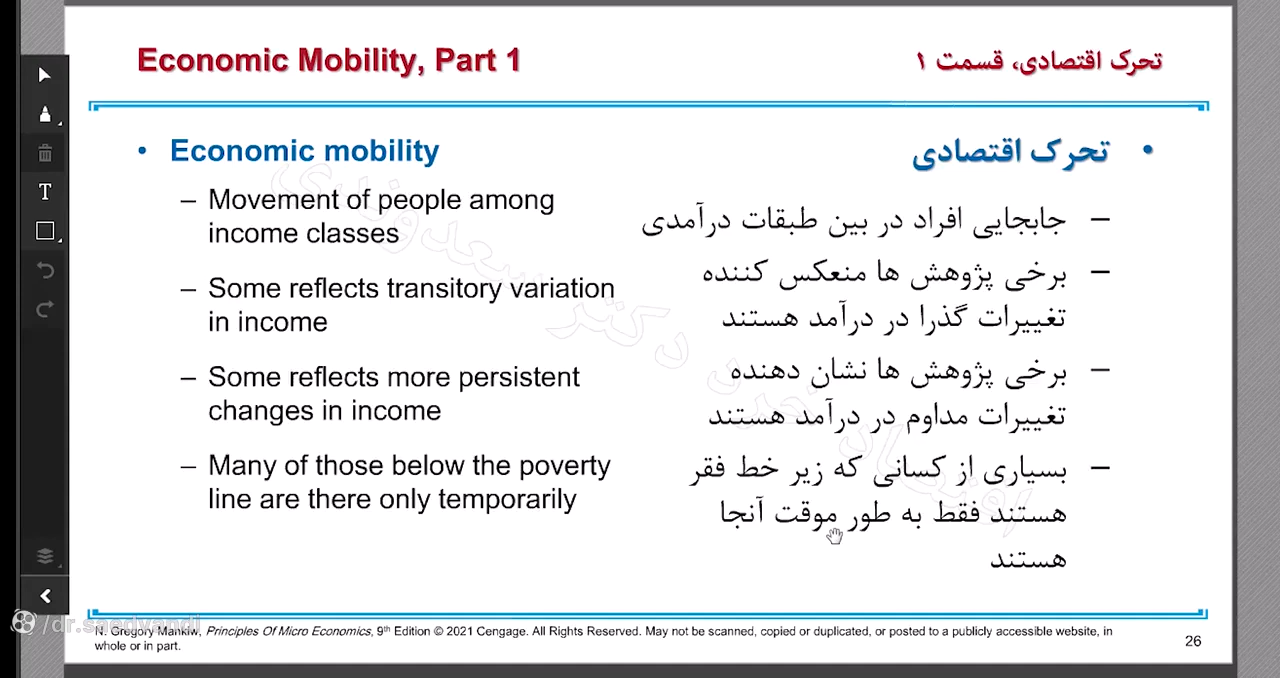 Economic Mobility, Part 1
تحرک اقتصادی، قسمت ۱
• Economic mobility
– Movement of people among
income classes
– Some reflects transitory variation
in income
– Some reflects more persistent
changes in income
– Many of those below the poverty
line are there only temporarily
• تحرک اقتصادی
– جابجایی افراد در بین طبقات درآمدی
– برخی پژوهش ها منعکس کننده
تغییرات گذرا در درآمد هستند
– برخی پژوهش ها نشان دهنده
تغییرات مداوم در درآمد هستند
– بسیاری از کسانی که زیر خط فقر
هستند فقط به طور موقت آنجا
هستند
اقتصاد خرد، دکتر سعدوندی
/dr.saedvandi
N. Gregory Mankiw, Principles Of Micro Economics, 9th Edition © 2021 Cengage. All Rights Reserved. May not be scanned, copied or duplicated, or posted to a publicly accessible website, in
whole or in part.
26
T